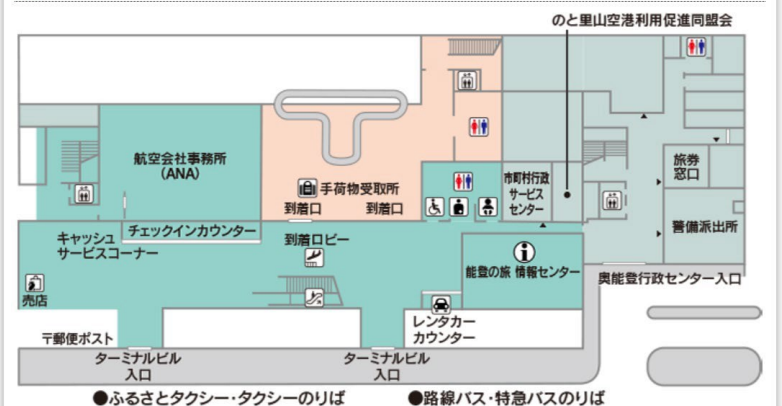 のと里山空港利用促進同盟会
航空会社事務所
(ANA)
手荷物受取所
到着口 到着口
市町村行政
サービス
センター
旅券
窓口
警備派出所
キャッシュ
サービスコーナー
チェックインカウンター
到着ロビー
能登の旅 情報センター
奥能登行政センター入口
売店
レンタカー
カウンター
〒郵便ポスト
ターミナルビル
入口
ターミナルビル
入口
●ふるさとタクシー・タクシーのりば
●路線バス・特急バスのりば